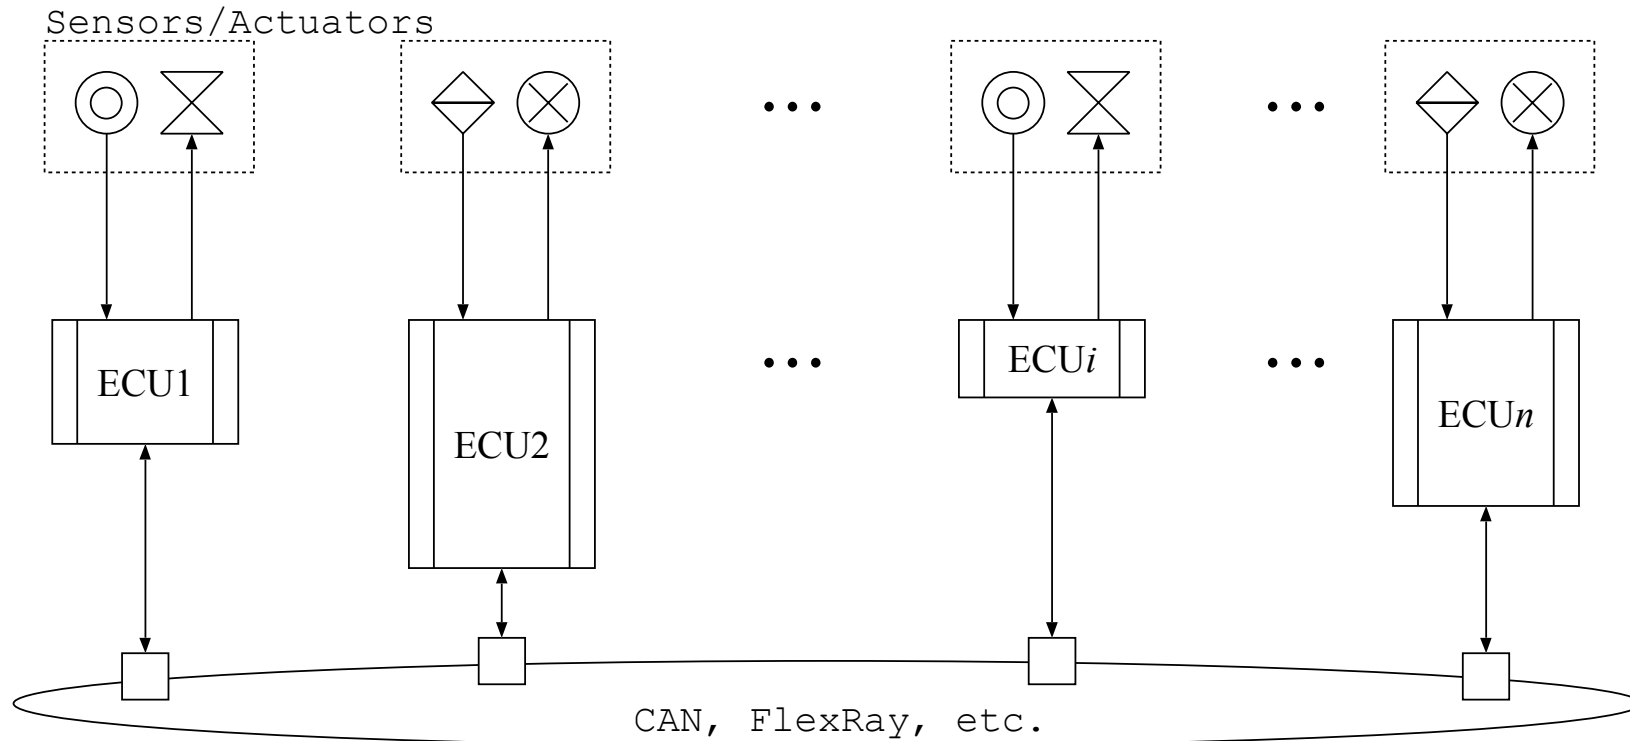 Sensors/Actuators
••• •••
ECU1
ECU2
••• 
ECUi
•••
ECUn
CAN, FlexRay, etc.